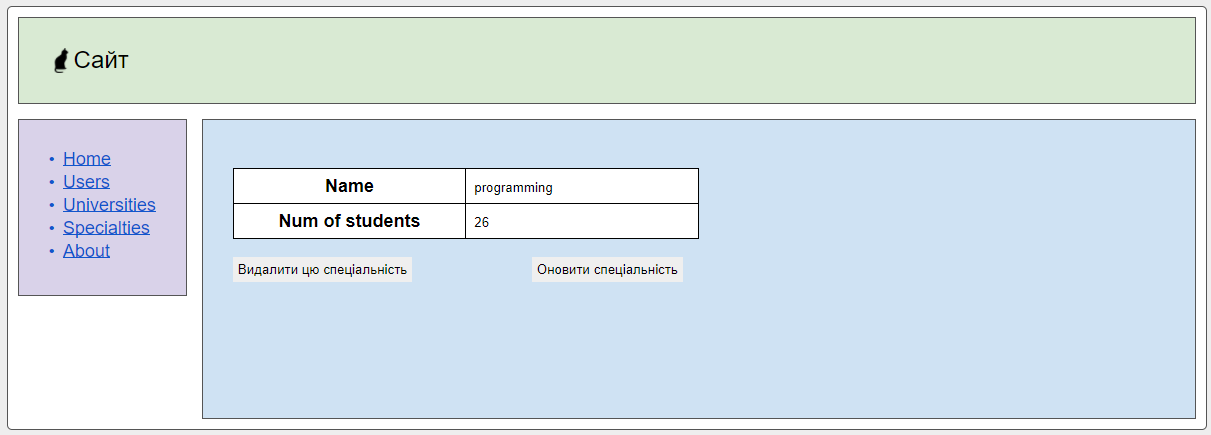 Сайт
Home
Users
Universities
Specialties
About
Name programming
Num of students 26
Видалити цю спеціальність Оновити спеціальність